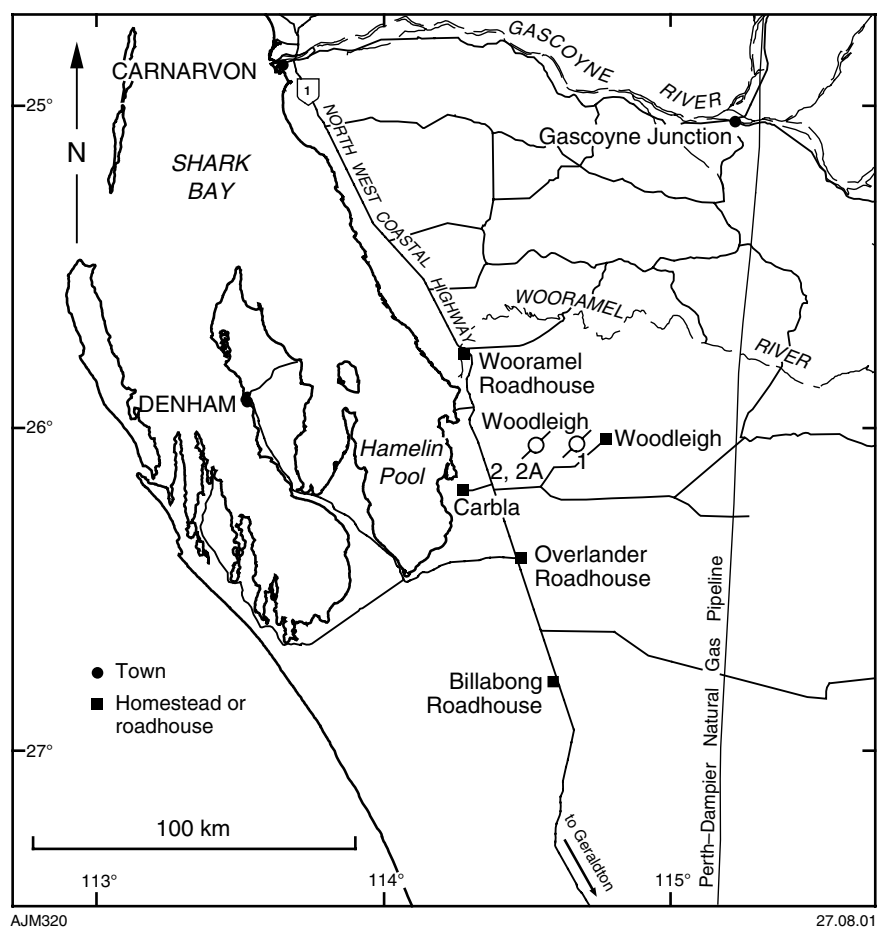 GASCOYNE
RIVER
CARNARVON
1
25°
N
SHARK
BAY
NORTH WEST COASTAL HIGHWAY
Gascoyne Junction
WOORAMEL
RIVER
Wooramel
Roadhouse
DENHAM
26°
Woodleigh
Woodleigh
Hamelin
Pool
2, 2A
1
Carbla
Overlander
Roadhouse
Billabong
Roadhouse
Perth–Dampier Natural Gas Pipeline
Town
Homestead or
roadhouse
27°
100 km
to Geraldton
113°
114°
115°
AJM320
27.08.01